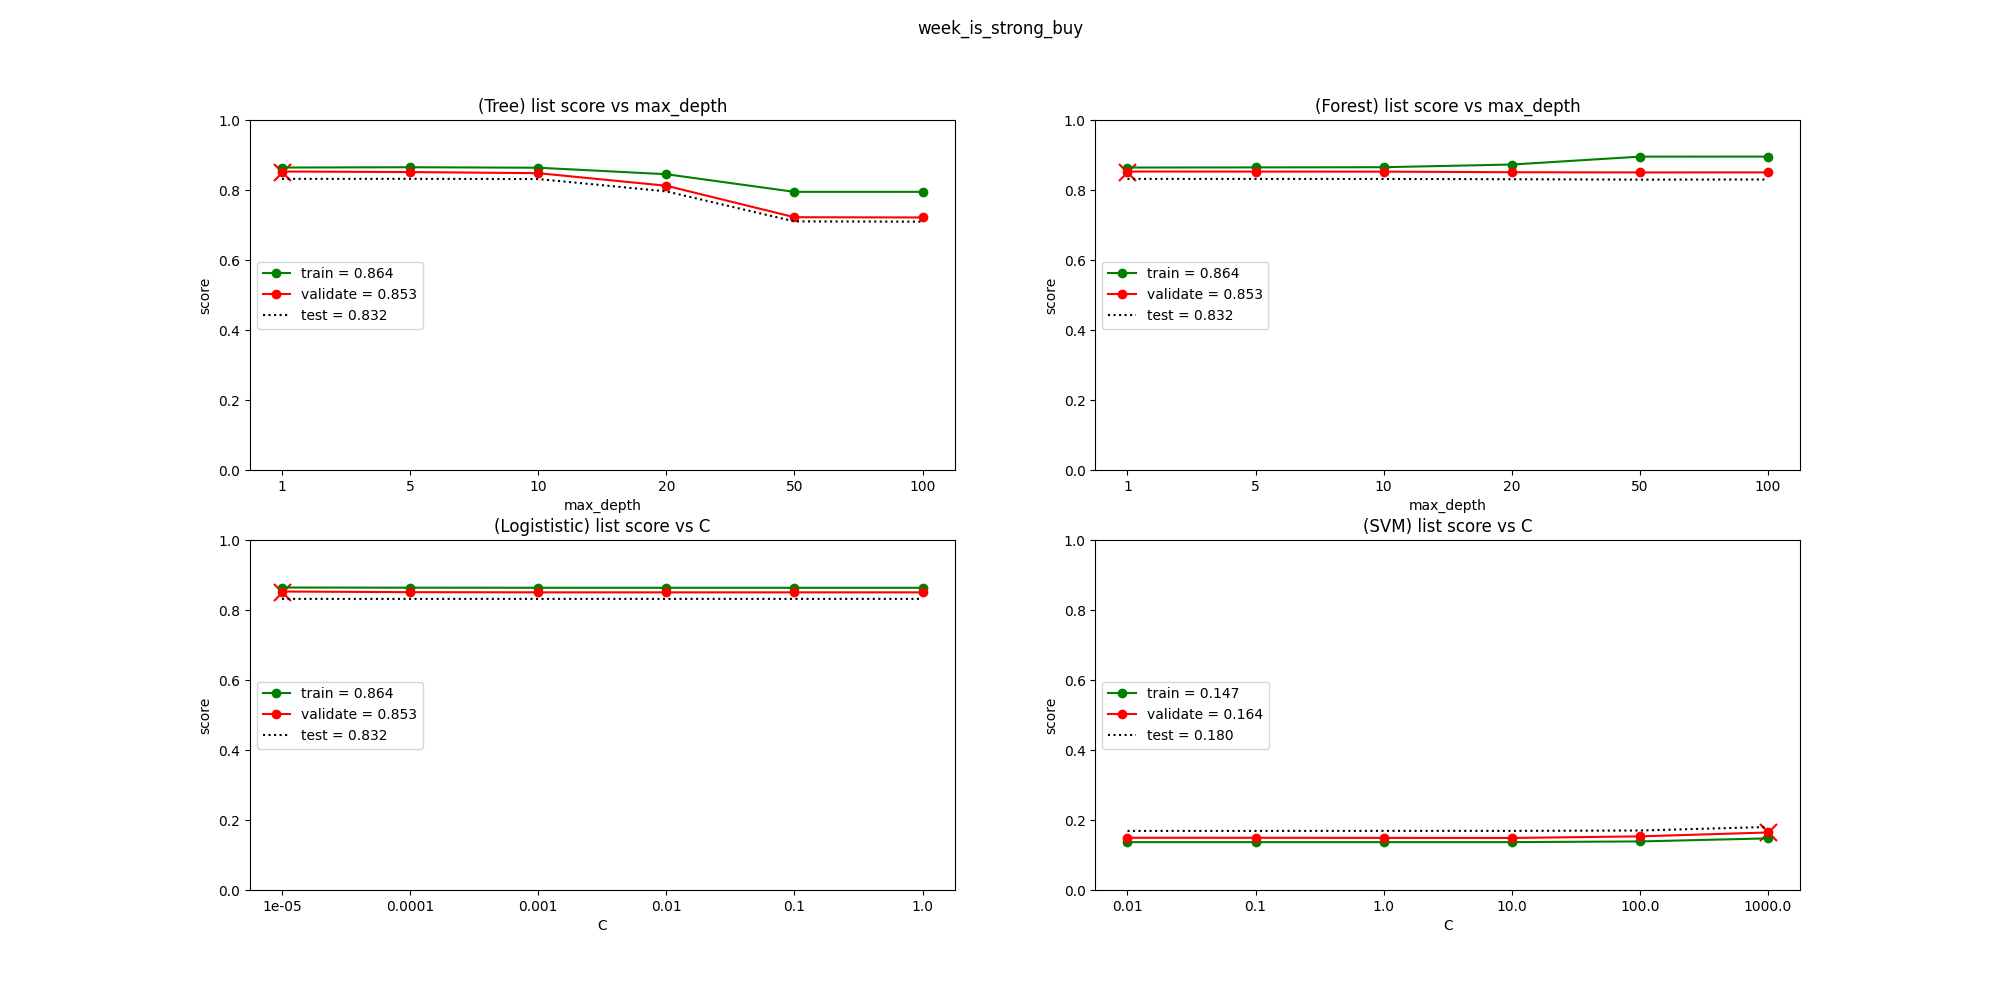 week_is_strong_buy
(Tree) list score vs max_depth
1.0
0.8
0.6
0.4
0.2
0.0
score
train = 0.864
validate = 0.853
test = 0.832
1 5 10 20 50 100
max_depth
(Forest) list score vs max_depth
1.0
0.8
0.6
0.4
0.2
0.0
score
train = 0.864
validate = 0.853
test = 0.832
1 5 10 20 50 100
max_depth
(Logististic) list score vs C
1.0
0.8
0.6
0.4
0.2
0.0
score
train = 0.864
validate = 0.853
test = 0.832
1e-05 0.0001 0.001 0.01 0.1 1.0
C
(SVM) list score vs C
1.0
0.8
0.6
0.4
0.2
0.0
score
train = 0.147
validate = 0.164
test = 0.180
0.01 0.1 1.0 10.0 100.0 1000.0
C